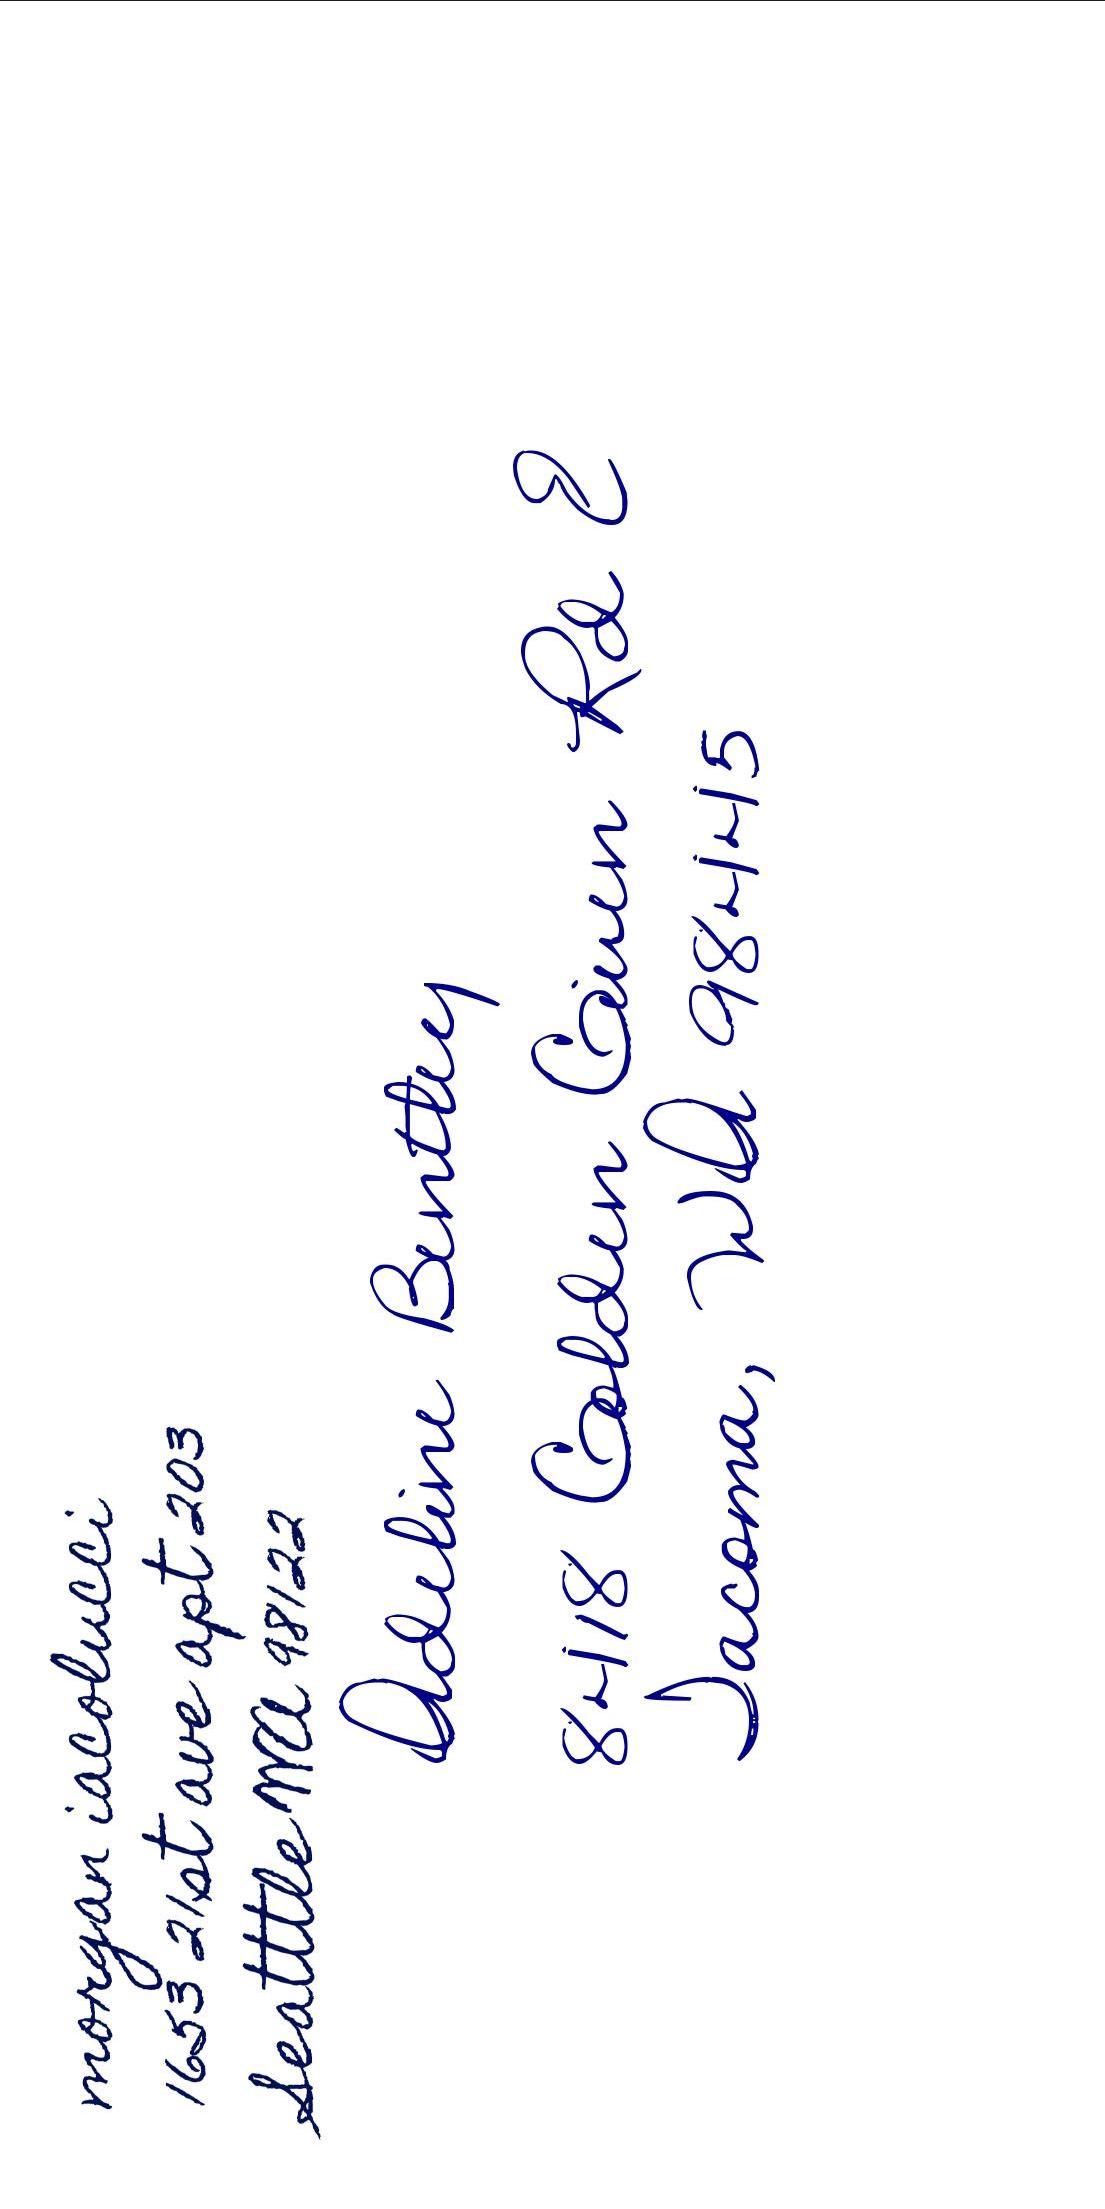 morgan iacolucci
1653 21st ave apt 203
Seatttle WA 98122
Adeline Bentley
8418 Golden Given Rd E
Tacoma, WA 98445